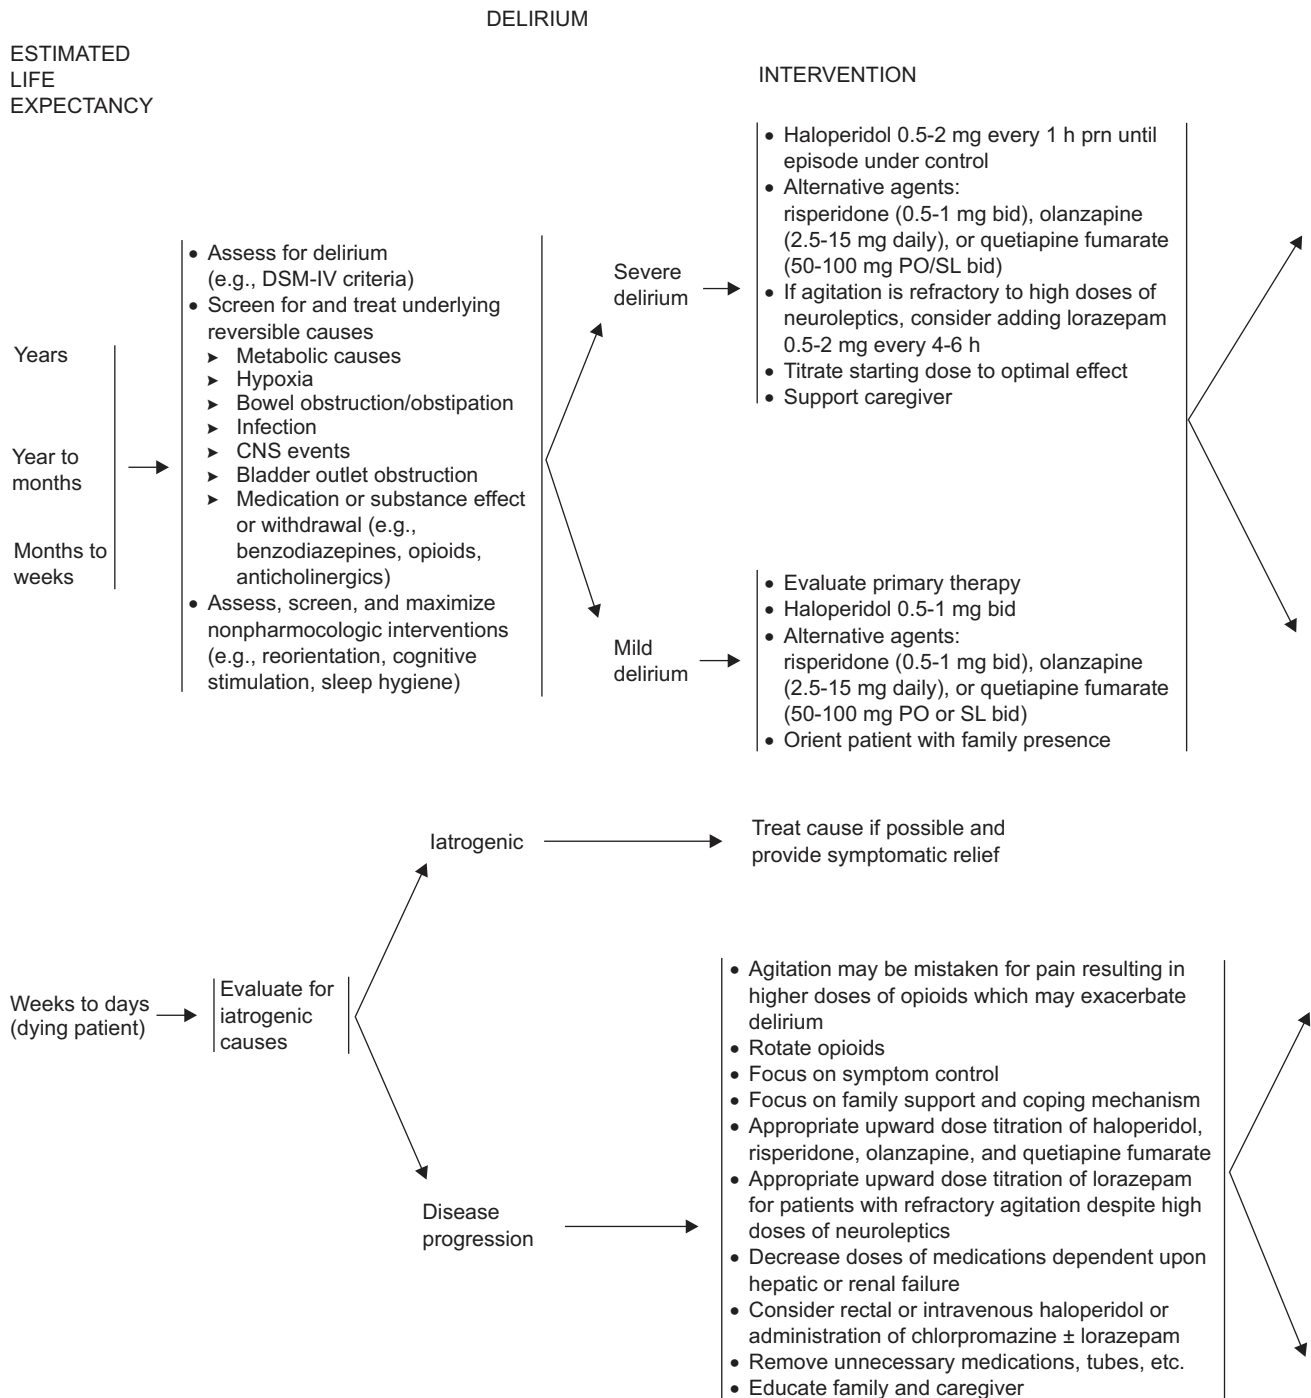 DELIRIUM
ESTIMATED
LIFE
EXPECTANCY
INTERVENTION
Years
Year to
months
Months to
weeks
• Assess for delirium
(e.g., DSM-IV criteria)
• Screen for and treat underlying
reversible causes
➤ Metabolic causes
➤ Hypoxia
➤ Bowel obstruction/obstipation
➤ Infection
➤ CNS events
➤ Bladder outlet obstruction
➤ Medication or substance effect
or withdrawal (e.g.,
benzodiazepines, opioids,
anticholinergics)
• Assess, screen, and maximize
nonpharmocologic interventions
(e.g., reorientation, cognitive
stimulation, sleep hygiene)
Severe
delirium
• Haloperidol 0.5-2 mg every 1 h prn until
episode under control
• Alternative agents:
risperidone (0.5-1 mg bid), olanzapine
(2.5-15 mg daily), or quetiapine fumarate
(50-100 mg PO/SL bid)
• If agitation is refractory to high doses of
neuroleptics, consider adding lorazepam
0.5-2 mg every 4-6 h
• Titrate starting dose to optimal effect
• Support caregiver
Mild
delirium
• Evaluate primary therapy
• Haloperidol 0.5-1 mg bid
• Alternative agents:
risperidone (0.5-1 mg bid), olanzapine
(2.5-15 mg daily), or quetiapine fumarate
(50-100 mg PO or SL bid)
• Orient patient with family presence
Weeks to days
(dying patient)
Evaluate for
iatrogenic
causes
Iatrogenic
Treat cause if possible and
provide symptomatic relief
Disease
progression
• Agitation may be mistaken for pain resulting in
higher doses of opioids which may exacerbate
delirium
• Rotate opioids
• Focus on symptom control
• Focus on family support and coping mechanism
• Appropriate upward dose titration of haloperidol,
risperidone, olanzapine, and quetiapine fumarate
• Appropriate upward dose titration of lorazepam
for patients with refractory agitation despite high
doses of neuroleptics
• Decrease doses of medications dependent upon
hepatic or renal failure
• Consider rectal or intravenous haloperidol or
administration of chlorpromazine ± lorazepam
• Remove unnecessary medications, tubes, etc.
• Educate family and caregiver